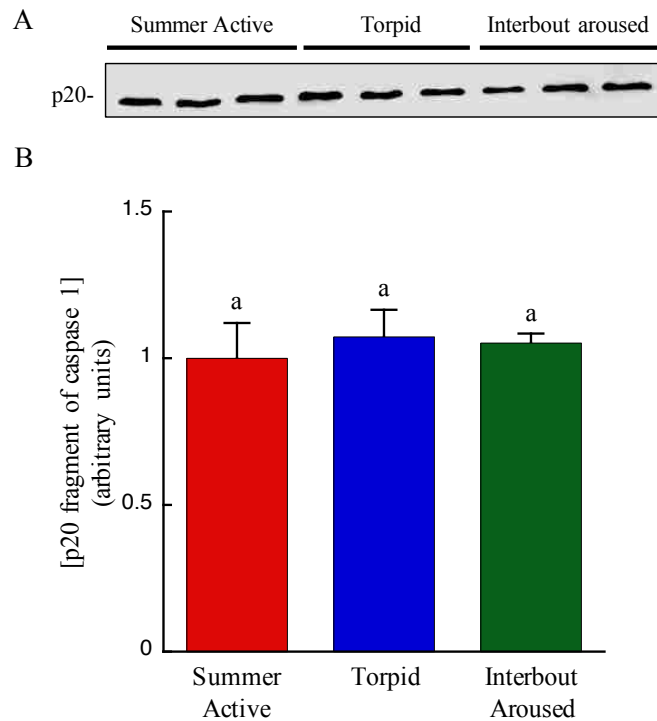 A
Summer Active Torpid Interbout aroused
p20-
B
[p20 fragment of caspase 1]
(arbitrary units)
1.5
1
0.5
0
a a a
Summer Torpid Interbout
Active Aroused